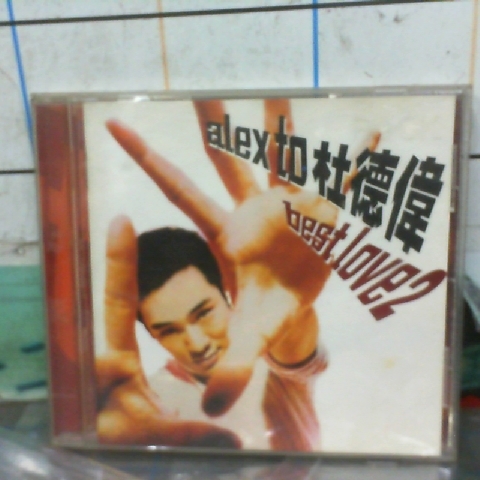 alex to 杜德偉
best love2